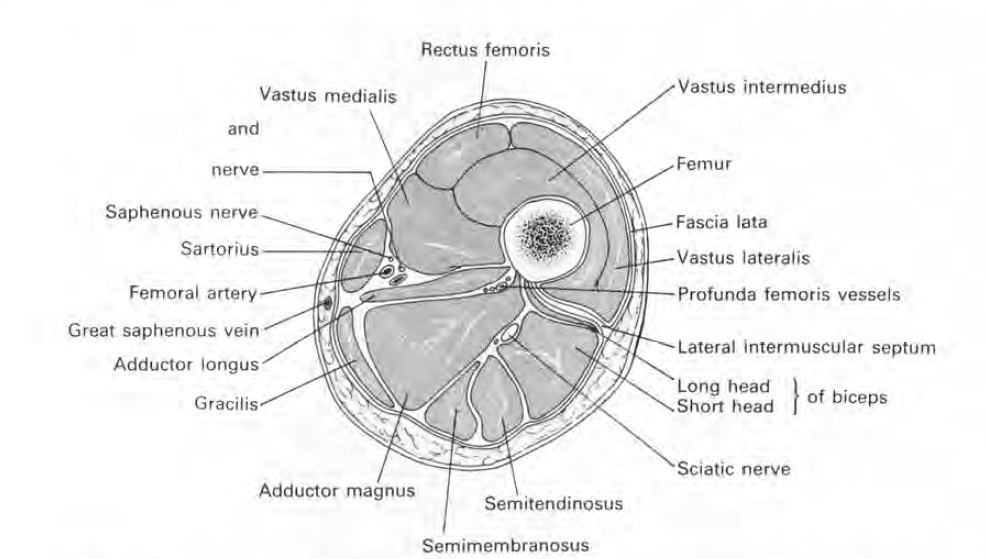 Rectus femoris
Vastus medialis
and
nerve
Saphenous nerve
Sartorius
Femoral artery
Great saphenous vein
Adductor longus
Gracilis
Adductor magnus
Semimembranosus
Semitendinosus
Vastus intermedius
Femur
Fascia lata
Vastus lateralis
Profunda femoris vessels
Lateral intermuscular septum
Long head
Short head } of biceps
Sciatic nerve